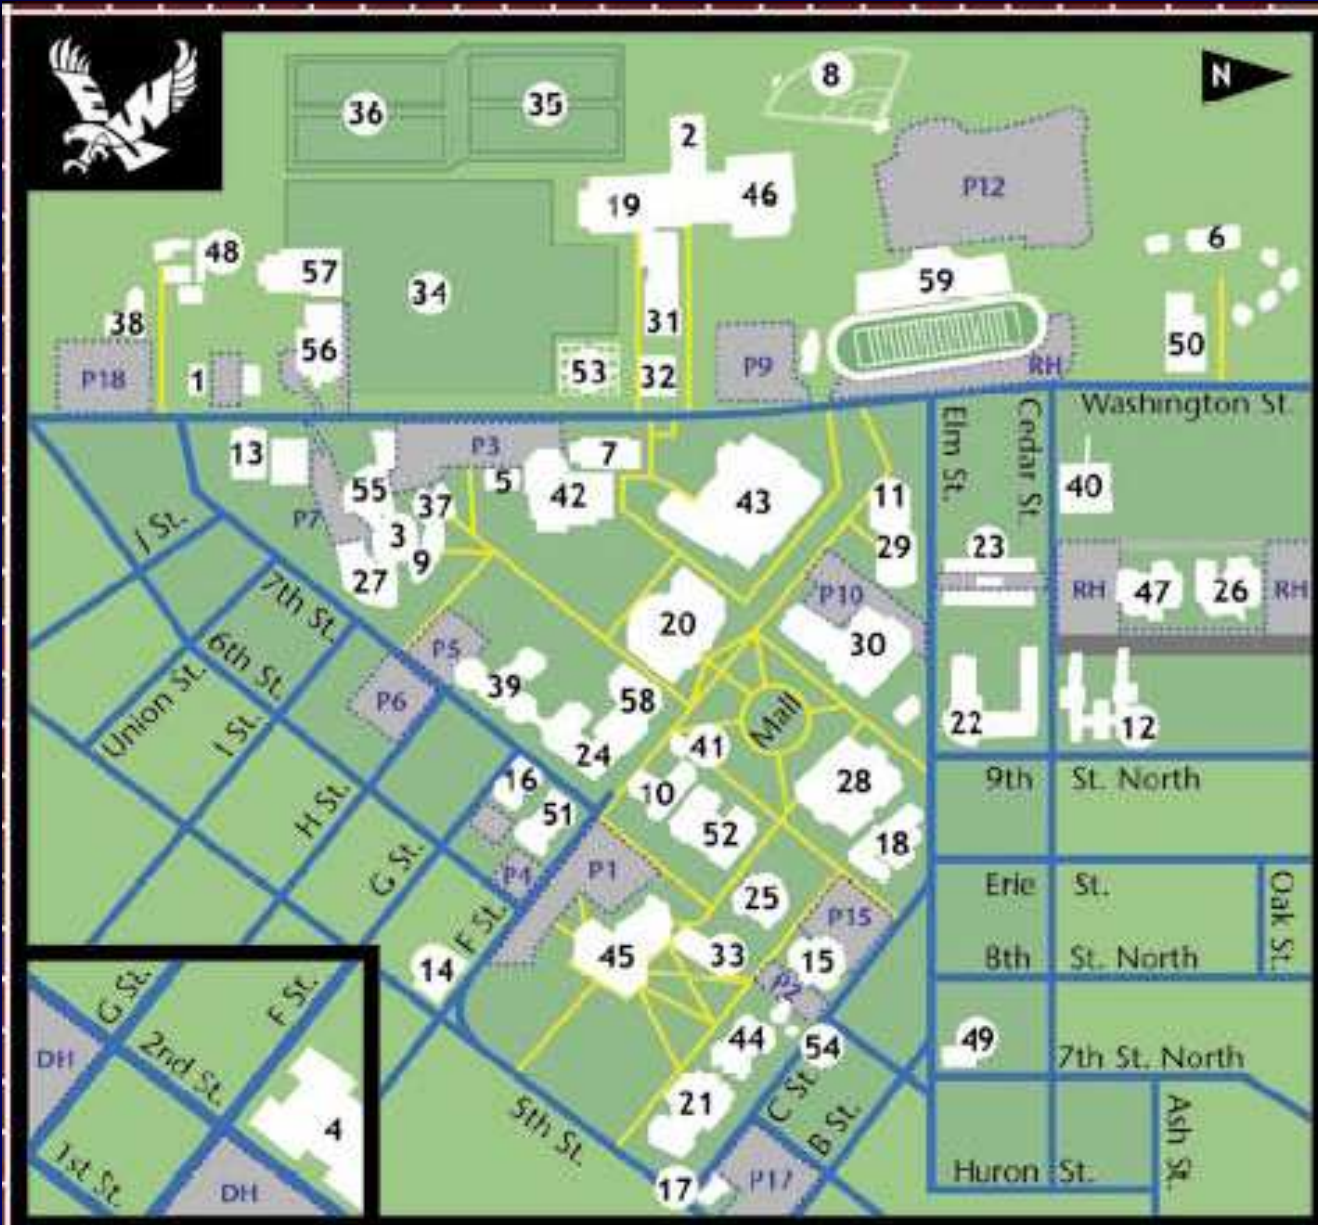 EW
N
8
36
35
2
P12
19
46
6
48
57
59
34
38
31
50
56
P18
1
53
32
P9
RH
Washington St.
Elm St.
Cedar St.
13
P3
7
55
5
42
43
11
40
37
P7
3
9
29
23
J St.
27
P10
RH
47
26
RH
7th St.
20
30
6th St.
P5
39
58
Union St.
P6
Mall
22
12
I St.
24
41
16
10
28
9th St. North
H St.
51
52
18
G St.
P4
P1
25
Erie St.
Oak St.
P15
F St.
14
45
33
15
8th St. North
P2
G St.
F St.
DH
2nd St.
44
54
49
7th St. North
C St.
21
B St.
Ash St.
4
5th St.
1st St.
DH
17
P17
Huron St.